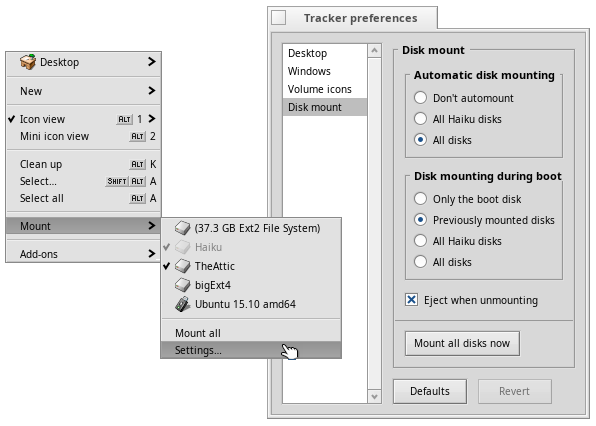 Desktop
New
Icon view ALT 1
Mini icon view ALT 2
Clean up ALT K
Select... SHIFT ALT A
Select all ALT A
Mount
Add-ons
(37.3 GB Ext2 File System)
Haiku
TheAttic
bigExt4
Ubuntu 15.10 amd64
Mount all
Settings...
Tracker preferences
Desktop
Windows
Volume icons
Disk mount
Disk mount
Automatic disk mounting
Don't automount
All Haiku disks
All disks
Disk mounting during boot
Only the boot disk
Previously mounted disks
All Haiku disks
All disks
Eject when unmounting
Mount all disks now
Defaults
Revert